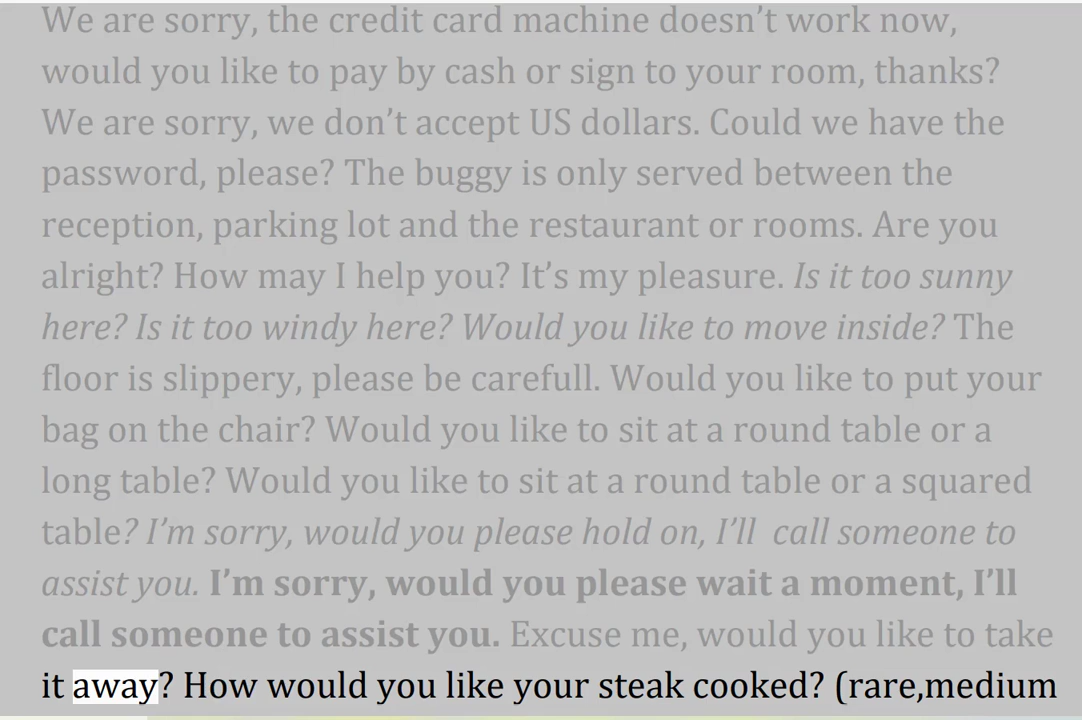 We are sorry, the credit card machine doesn’t work now,
would you like to pay by cash or sign to your room, thanks?
We are sorry, we don’t accept US dollars. Could we have the
password, please? The buggy is only served between the
reception, parking lot and the restaurant or rooms. Are you
alright? How may I help you? It’s my pleasure. Is it too sunny
here? Is it too windy here? Would you like to move inside? The
floor is slippery, please be carefull. Would you like to put your
bag on the chair? Would you like to sit at a round table or a
long table? Would you like to sit at a round table or a squared
table? I’m sorry, would you please hold on, I’ll  call someone to
assist you. I’m sorry, would you please wait a moment, I’ll
call someone to assist you. Excuse me, would you like to take
it away? How would you like your steak cooked? (rare,medium